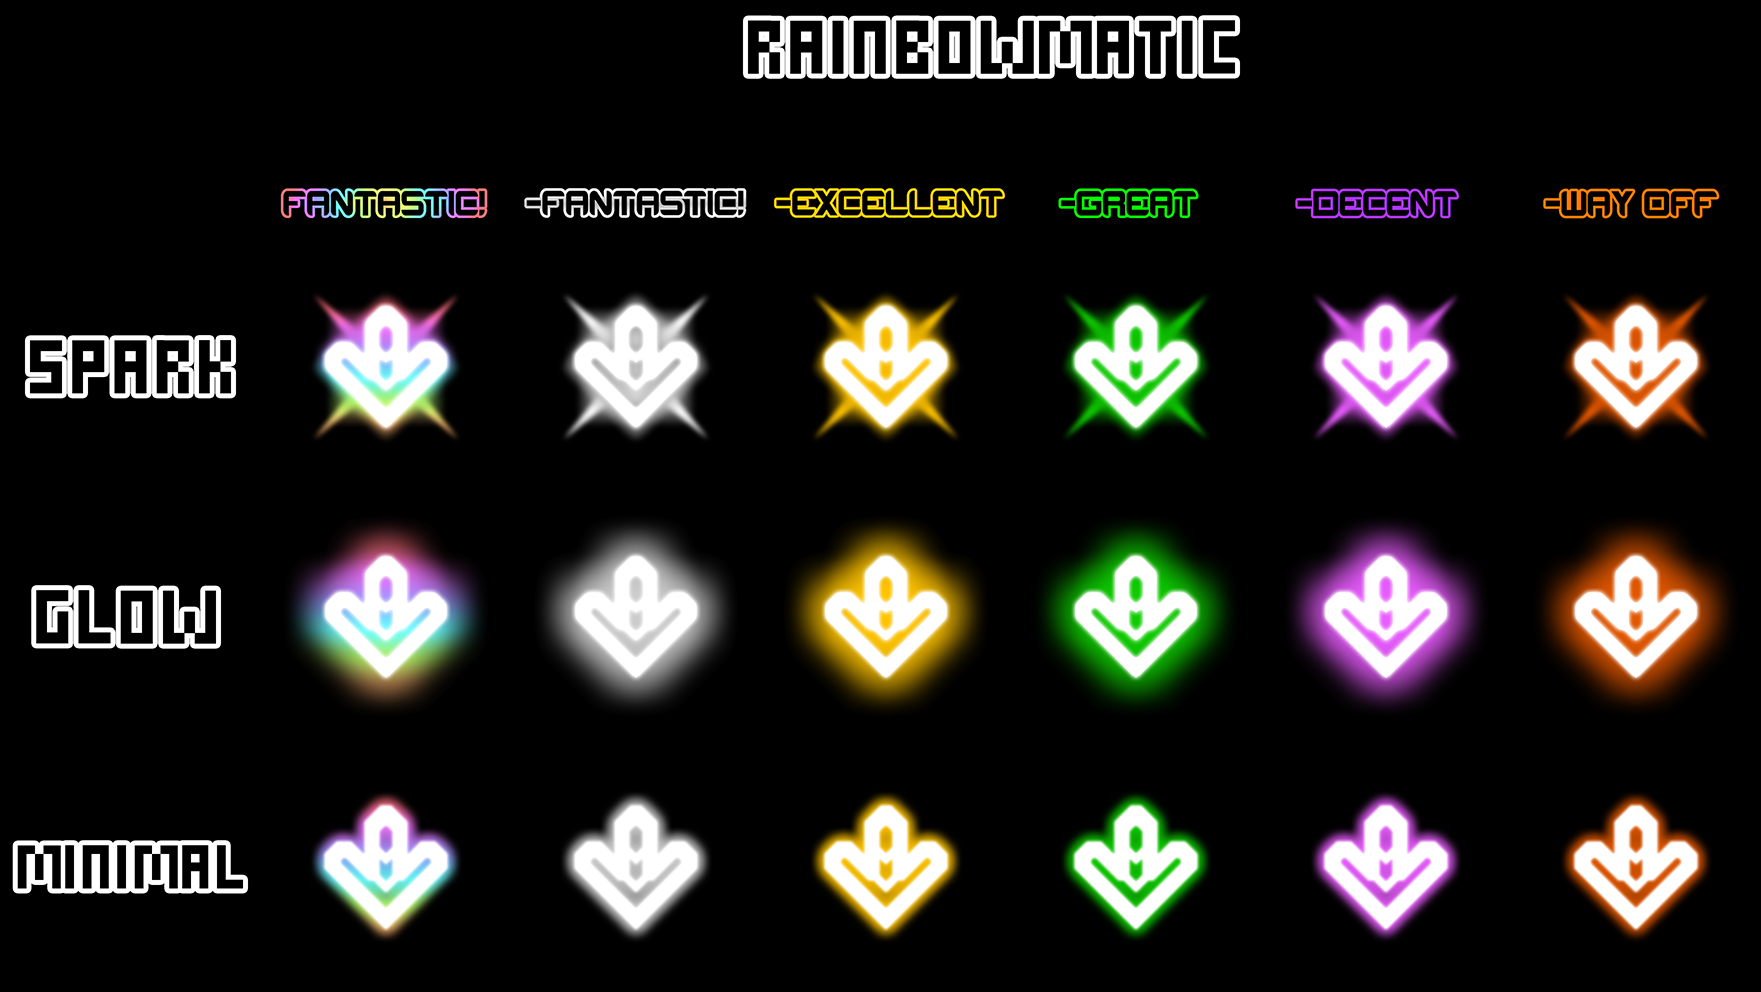 RAINBOWMATIC
FANTASTIC! -FANTASTIC! -EXCELLENT -GREAT -DECENT -WAY OFF
SPARK
GLOW
MINIMAL